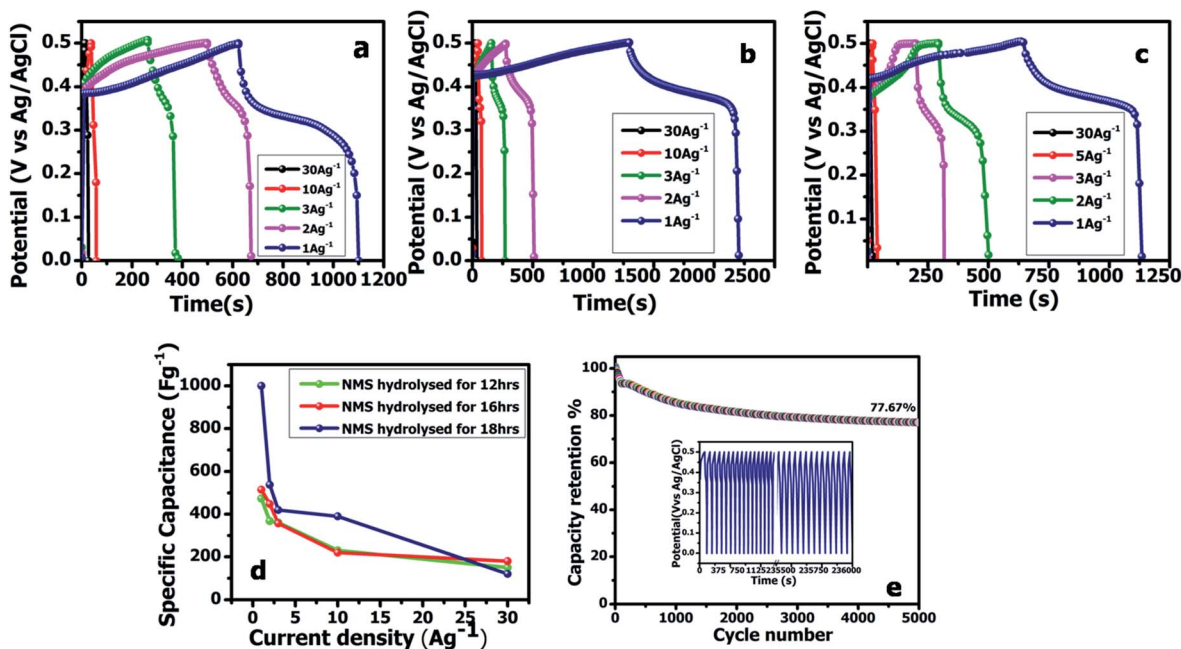 a
Potential (V vs Ag/AgCl)
0.5
0.4
0.3
0.2
0.1
0.0
30Ag⁻¹
10Ag⁻¹
3Ag⁻¹
2Ag⁻¹
1Ag⁻¹
0 200 400 600 800 1000 1200
Time(s)
b
Potential (V vs Ag/AgCl)
0.5
0.4
0.3
0.2
0.1
0.0
30Ag⁻¹
10Ag⁻¹
3Ag⁻¹
2Ag⁻¹
1Ag⁻¹
0 500 1000 1500 2000 2500
Time(s)
c
Potential (V vs Ag/AgCl)
0.5
0.4
0.3
0.2
0.1
0.0
30Ag⁻¹
5Ag⁻¹
3Ag⁻¹
2Ag⁻¹
1Ag⁻¹
0 250 500 750 1000 1250
Time (s)
Specific Capacitance (Fg⁻¹)
1000
800
600
400
200
0
NMS hydrolysed for 12hrs
NMS hydrolysed for 16hrs
NMS hydrolysed for 18hrs
d
0 5 10 15 20 25 30
Current density (Ag⁻¹)
Capacity retention %
100
80
60
40
20
0
77.67%
Potential(Vvs Ag/AgCl)
0.5
0.4
0.3
0.2
0.1
0.0
0 375 750 1125235500 235750 236000
Time (s)
e
0 1000 2000 3000 4000 5000
Cycle number